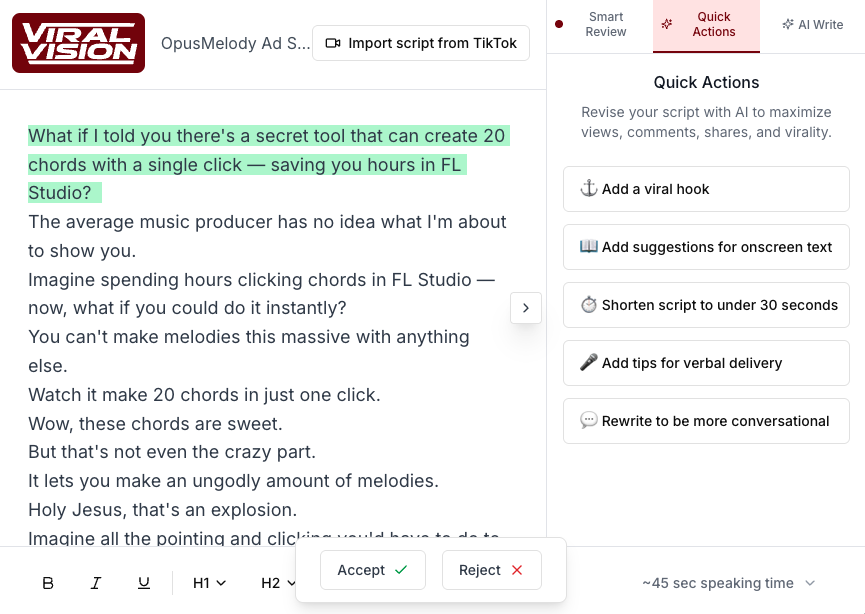 VIRAL
VISION
OpusMelody Ad S...
Import script from TikTok
Smart
Review
Quick
Actions
AI Write
What if I told you there's a secret tool that can create 20
chords with a single click — saving you hours in FL
Studio?
The average music producer has no idea what I'm about
to show you.
Imagine spending hours clicking chords in FL Studio —
now, what if you could do it instantly?
You can't make melodies this massive with anything
else.
Watch it make 20 chords in just one click.
Wow, these chords are sweet.
But that's not even the crazy part.
It lets you make an ungodly amount of melodies.
Holy Jesus, that's an explosion.
Imagine all the pointing and clicking you'd have to do to
Quick Actions
Revise your script with AI to maximize
views, comments, shares, and virality.
Add a viral hook
Add suggestions for onscreen text
Shorten script to under 30 seconds
Add tips for verbal delivery
Rewrite to be more conversational
B I U H1 H2
Accept
Reject
~45 sec speaking time